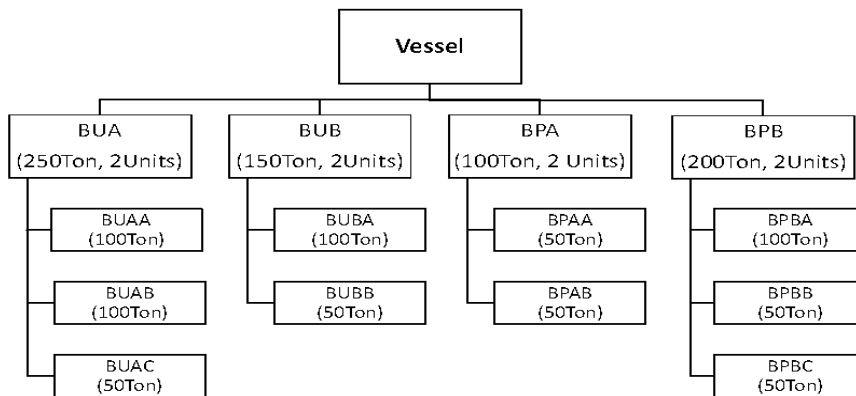 Vessel
BUA
(250Ton, 2Units)
BUB
(150Ton, 2Units)
BPA
(100Ton, 2 Units)
BPB
(200Ton, 2Units)
BUAA
(100Ton)
BUBA
(100Ton)
BPAA
(50Ton)
BPBA
(100Ton)
BUAB
(100Ton)
BUBB
(50Ton)
BPAB
(50Ton)
BPBB
(50Ton)
BUAC
(50Ton)
BPBC
(50Ton)